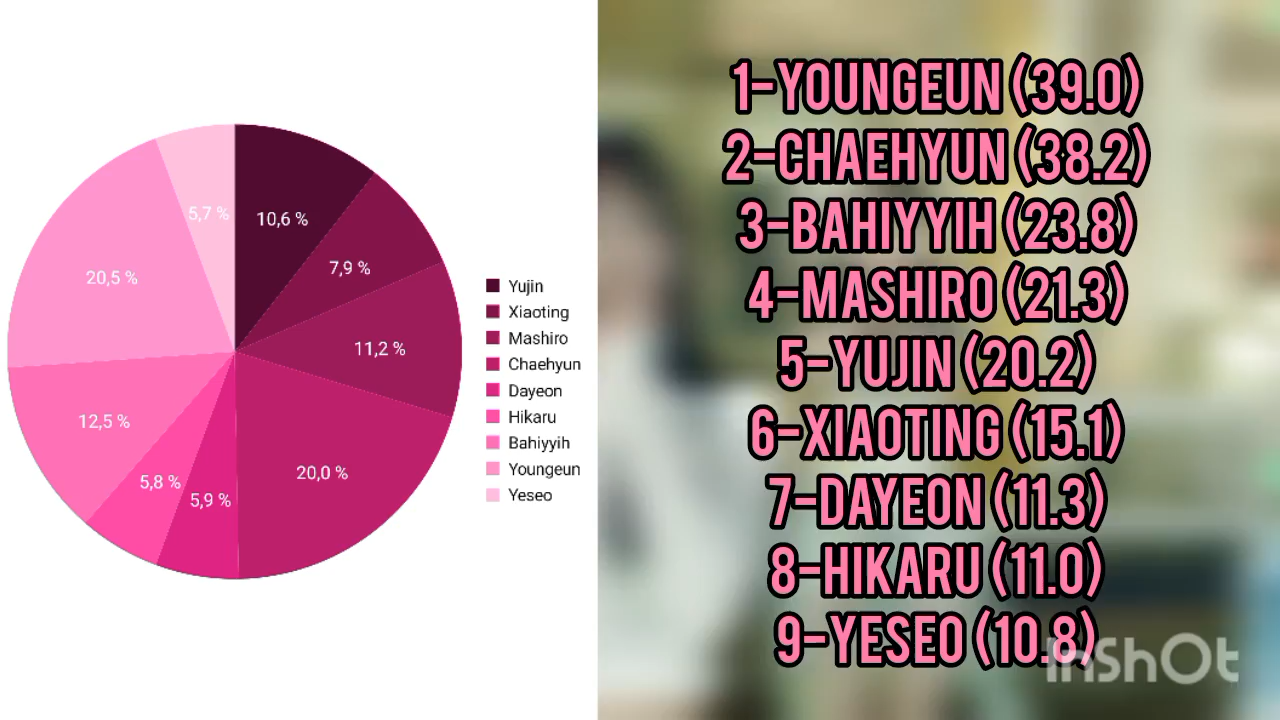 10,6 %
7,9 %
11,2 %
20,0 %
5,9 %
5,8 %
12,5 %
20,5 %
5,7 %
Yujin
Xiaoting
Mashiro
Chaehyun
Dayeon
Hikaru
Bahiyyih
Youngeun
Yeseo
1-YOUNGEUN (39.0)
2-CHAEHYUN (38.2)
3-BAHIYYIH (23.8)
4-MASHIRO (21.3)
5-YUJIN (20.2)
6-XIAOTING (15.1)
7-DAYEON (11.3)
8-HIKARU (11.0)
9-YESEO (10.8)
InShOt